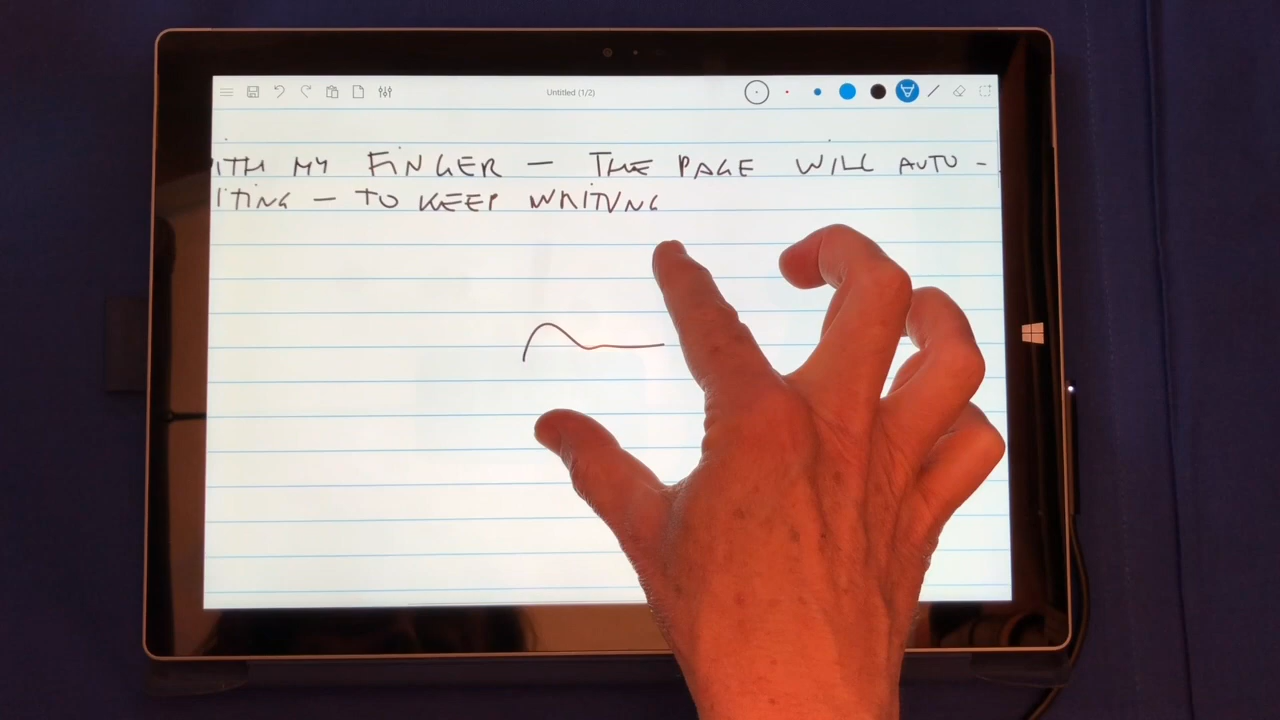 Untitled (1/2)
ITH MY FINGER — THE PAGE WILL AUTO -
ITING — TO KEEP WRITING